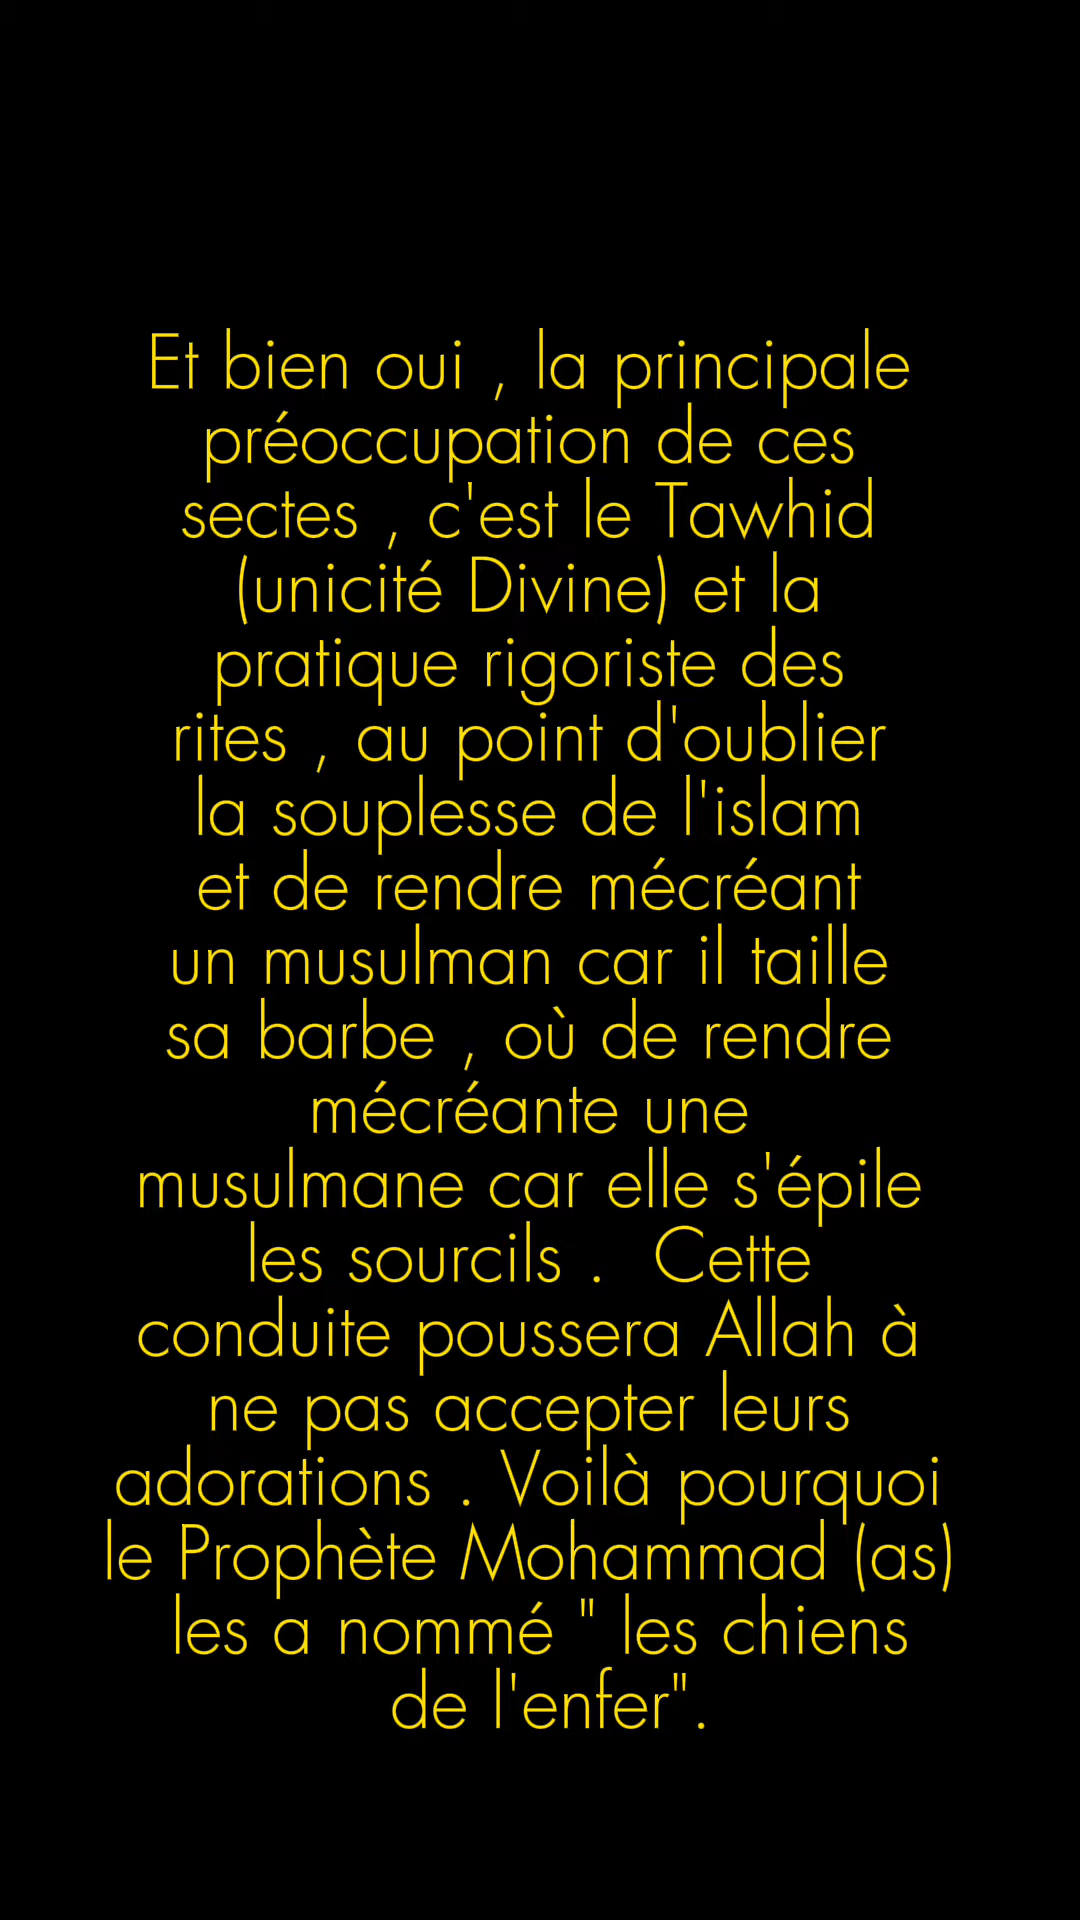 Et bien oui , la principale
préoccupation de ces
sectes , c'est le Tawhid
(unicité Divine) et la
pratique rigoriste des
rites , au point d'oublier
la souplesse de l'islam
et de rendre mécréant
un musulman car il taille
sa barbe , où de rendre
mécréante une
musulmane car elle s'épile
les sourcils .  Cette
conduite poussera Allah à
ne pas accepter leurs
adorations . Voilà pourquoi
le Prophète Mohammad (as)
les a nommé " les chiens
de l'enfer".